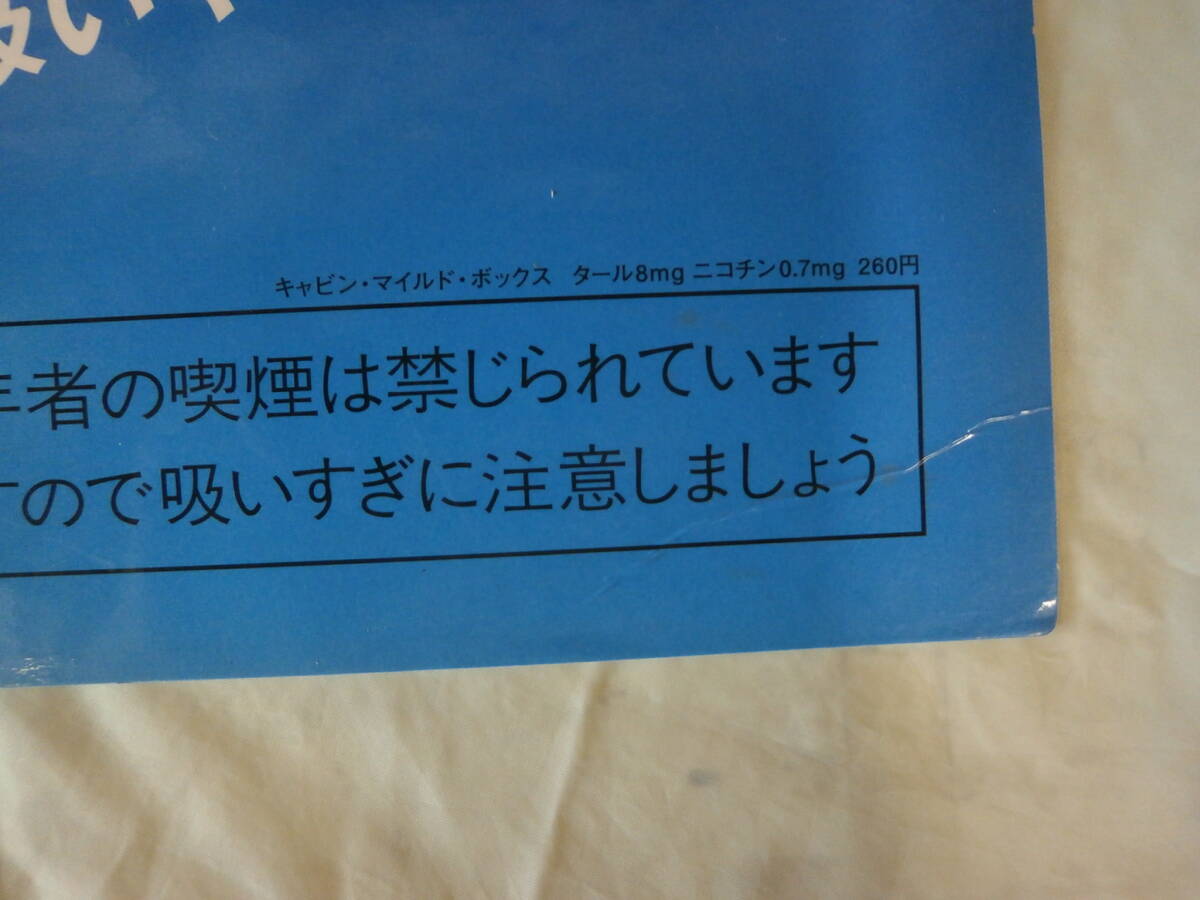 吸い
キャビン・マイルド・ボックス タール8mg ニコチン0.7mg 260円
年者の喫煙は禁じられています
すので吸いすぎに注意しましょう